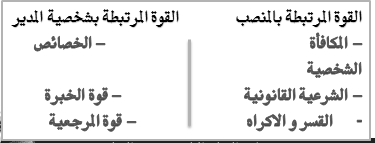 القوة المرتبطة بالمنصب
– المكافأة
الشخصية
– الشرعية القانونية
- القسر و الاكراه
القوة المرتبطة بشخصية المدير
– الخصائص
– قوة الخبرة
– قوة المرجعية